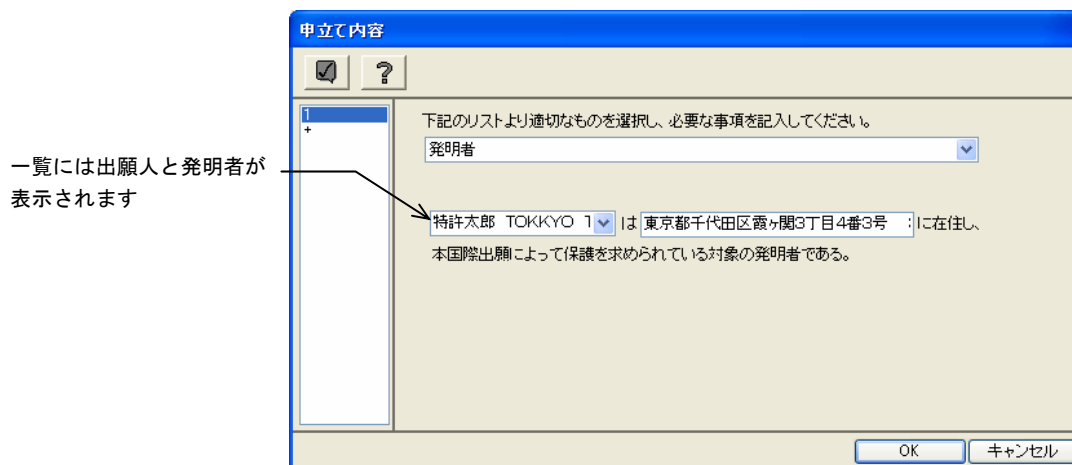 申立て内容
?
1
+
下記のリストより適切なものを選択し、必要な事項を記入してください。
発明者
一覧には出願人と発明者が
表示されます
特許太郎 TOKKYO は 東京都千代田区霞ヶ関3丁目4番3号 に在住し、
本国際出願によって保護を求められている対象の発明者である。
OK キャンセル